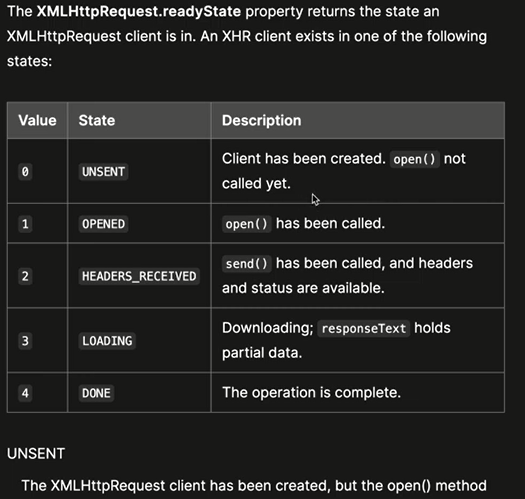 The XMLHttpRequest.readyState property returns the state an
XMLHttpRequest client is in. An XHR client exists in one of the following
states:
Value State Description
0 UNSENT Client has been created. open() not
called yet.
1 OPENED open() has been called.
2 HEADERS_RECEIVED send() has been called, and headers
and status are available.
3 LOADING Downloading; responseText holds
partial data.
4 DONE The operation is complete.
UNSENT
The XMLHttpRequest client has been created, but the open() method